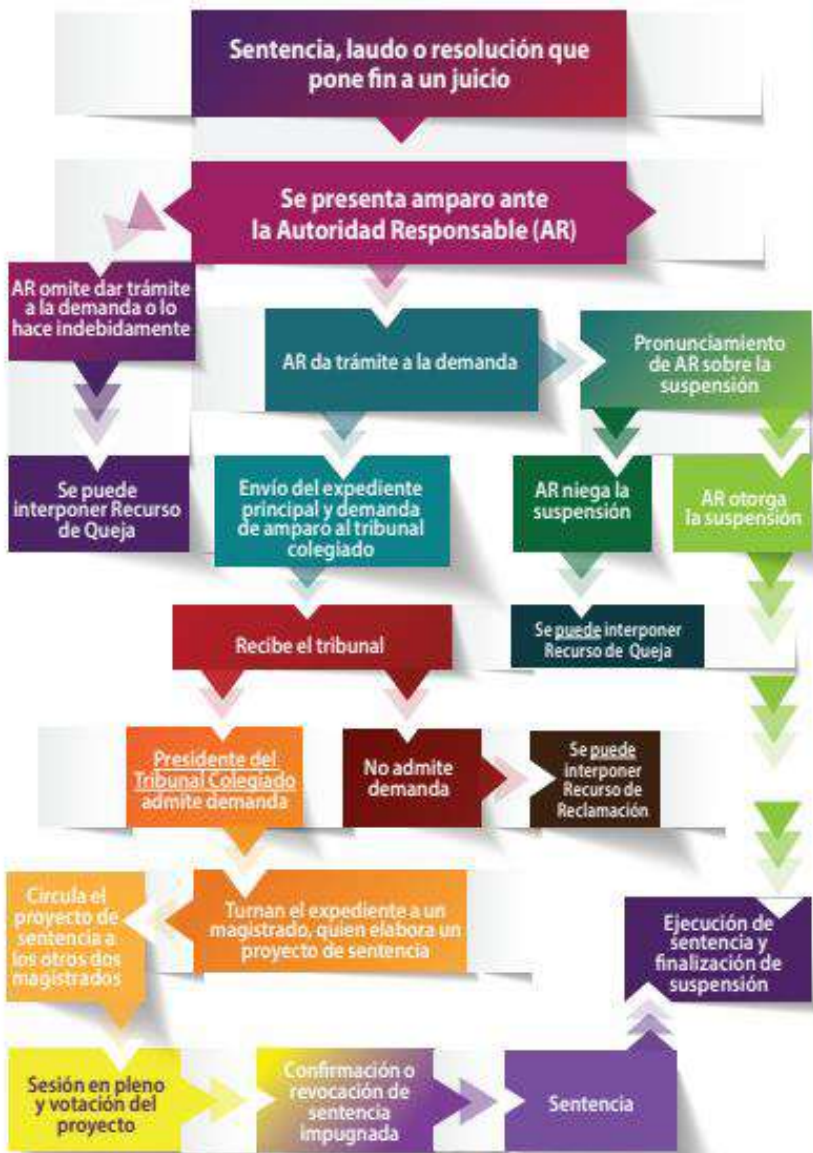 Sentencia, laudo o resolución que
pone fin a un juicio
Se presenta amparo ante
la Autoridad Responsable (AR)
AR omite dar trámite
a la demanda o lo
hace indebidamente
AR da trámite a la demanda
Pronunciamiento
de AR sobre la
suspensión
Se puede
interponer Recurso
de Queja
Envío del expediente
principal y demanda
de amparo al tribunal
colegiado
AR niega la
suspensión
AR otorga
la suspensión
Recibe el tribunal
Se puede interponer
Recurso de Queja
Presidente del
Tribunal Colegiado
admite demanda
No admite
demanda
Se puede
interponer
Recurso de
Reclamación
Circula el
proyecto de
sentencia a
los otros dos
magistrados
Turnan el expediente a un
magistrado, quien elabora un
proyecto de sentencia
Ejecución de
sentencia y
finalización de
suspensión
Sesión en pleno
y votación del
proyecto
Confirmación o
revocación de
sentencia
impugnada
Sentencia